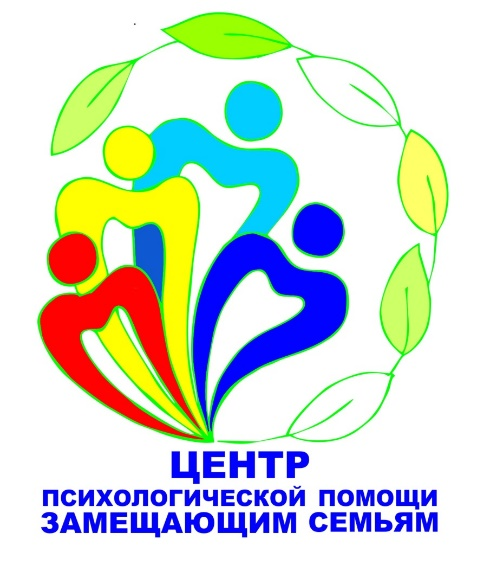 ЦЕНТР
ПСИХОЛОГИЧЕСКОЙ ПОМОЩИ
ЗАМЕЩАЮЩИМ СЕМЬЯМ